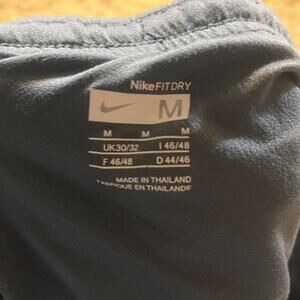 NikeFITDRY
M
M M M
UK30/32 I 46/48
F 46/48 D 44/46
MADE IN THAILAND
FABRIQUE EN THAILANDE